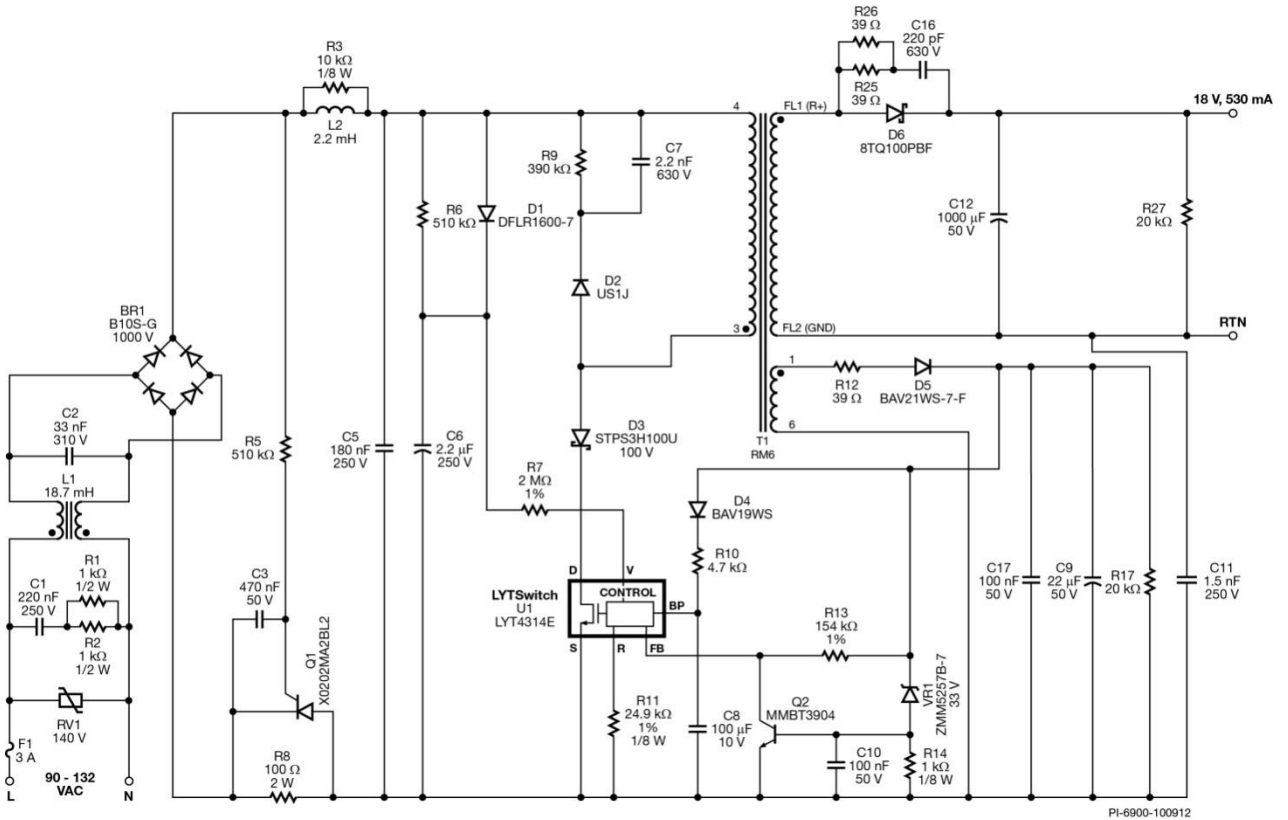 R26
39 Ω
C16
220 pF
630 V
R25
39 Ω
R3
10 kΩ
1/8 W
L2
2.2 mH
4
FL1 (R+)
D6
8TQ100PBF
18 V, 530 mA
R9
390 kΩ
C7
2.2 nF
630 V
R6
510 kΩ
D1
DFLR1600-7
C12
1000 µF
50 V
R27
20 kΩ
D2
US1J
BR1
B10S-G
1000 V
3
FL2 (GND)
RTN
1
R12
39 Ω
D5
BAV21WS-7-F
6
T1
RM6
C2
33 nF
310 V
L1
18.7 mH
R5
510 kΩ
C5
180 nF
250 V
C6
2.2 µF
250 V
D3
STPS3H100U
100 V
R7
2 MΩ
1%
D4
BAV19WS
R10
4.7 kΩ
C1
220 nF
250 V
R1
1 kΩ
1/2 W
R2
1 kΩ
1/2 W
C3
470 nF
50 V
Q1
X0202MA2BL2
D
V
LYTSwitch
U1
LYT4314E
CONTROL
BP
S
R
FB
R13
154 kΩ
1%
C17
100 nF
50 V
C9
22 µF
50 V
R17
20 kΩ
C11
1.5 nF
250 V
RV1
140 V
F1
3 A
R8
100 Ω
2 W
R11
24.9 kΩ
1%
1/8 W
C8
100 µF
10 V
Q2
MMBT3904
VR1
ZMM5257B-7
33 V
C10
100 nF
50 V
R14
1 kΩ
1/8 W
L
90 - 132
VAC
N
PI-6900-100912